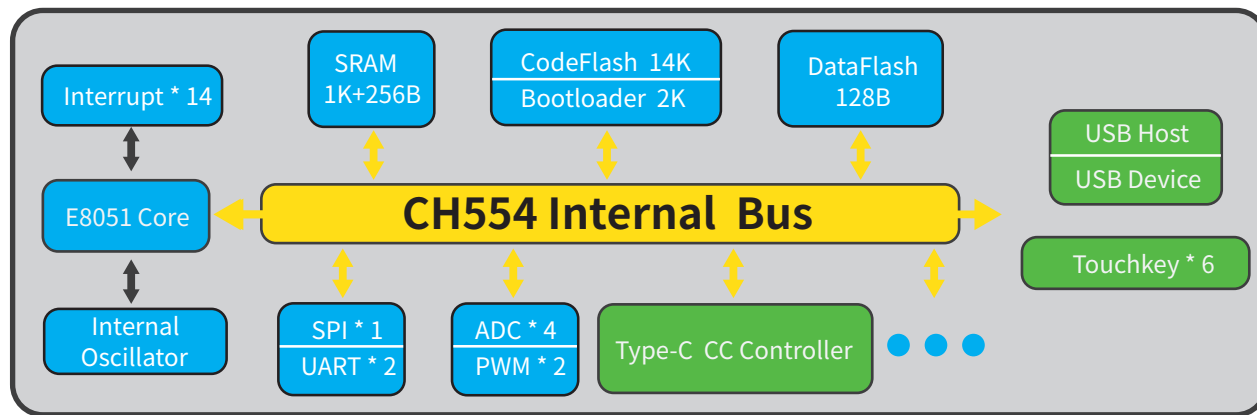 SRAM
1K+256B
CodeFlash 14K
Bootloader 2K
DataFlash
128B
Interrupt * 14
USB Host
USB Device
E8051 Core
CH554 Internal Bus
Touchkey * 6
Internal
Oscillator
SPI * 1
UART * 2
ADC * 4
PWM * 2
Type-C CC Controller